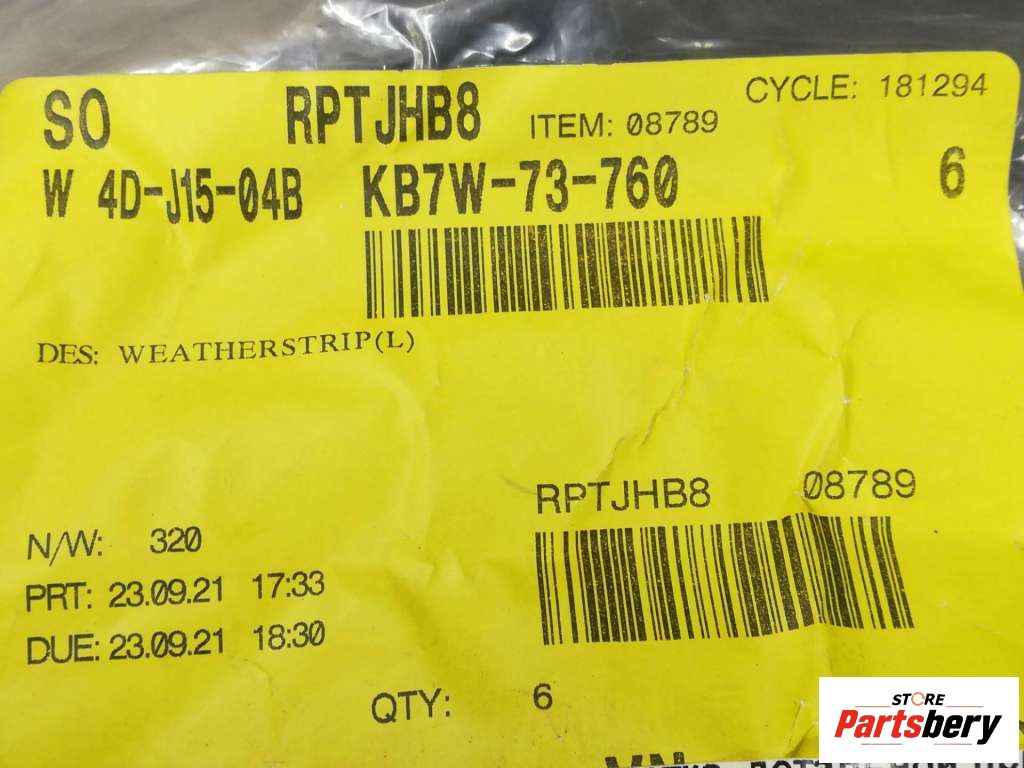 SO RPTJHB8 ITEM: 08789 CYCLE: 181294
W 4D-J15-04B KB7W-73-760 6
DES: WEATHERSTRIP(L)
RPTJHB8 08789
N/W: 320
PRT: 23.09.21 17:33
DUE: 23.09.21 18:30
QTY: 6
STORE
Partsbery